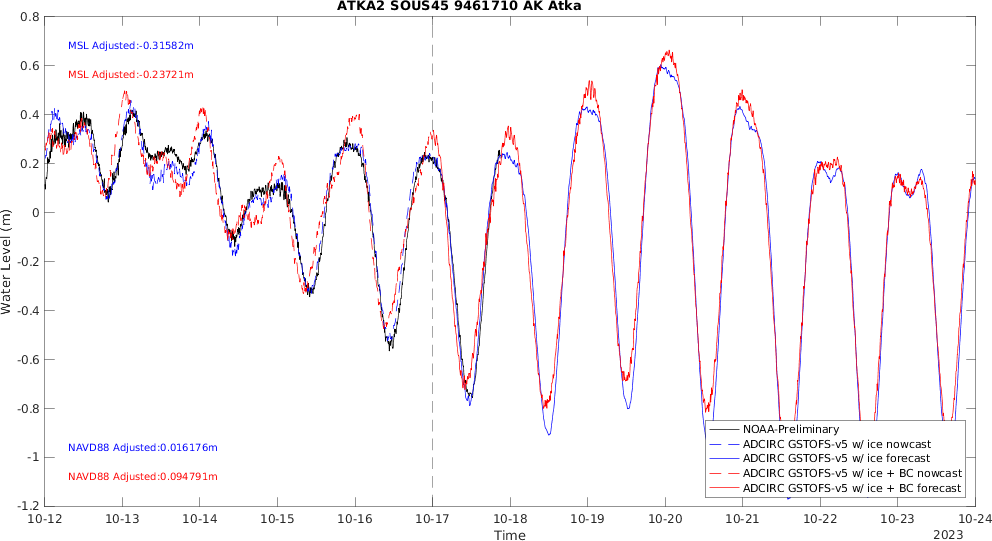 ATKA2 SOUS45 9461710 AK Atka
0.8
0.6
0.4
0.2
0
-0.2
-0.4
-0.6
-0.8
-1
-1.2
Water Level (m)
MSL Adjusted:-0.31582m
MSL Adjusted:-0.23721m
NAVD88 Adjusted:0.016176m
NAVD88 Adjusted:0.094791m
NOAA-Preliminary
ADCIRC GSTOFS-v5 w/ ice nowcast
ADCIRC GSTOFS-v5 w/ ice forecast
ADCIRC GSTOFS-v5 w/ ice + BC nowcast
ADCIRC GSTOFS-v5 w/ ice + BC forecast
10-12 10-13 10-14 10-15 10-16 10-17 10-18 10-19 10-20 10-21 10-22 10-23 10-24
Time
2023